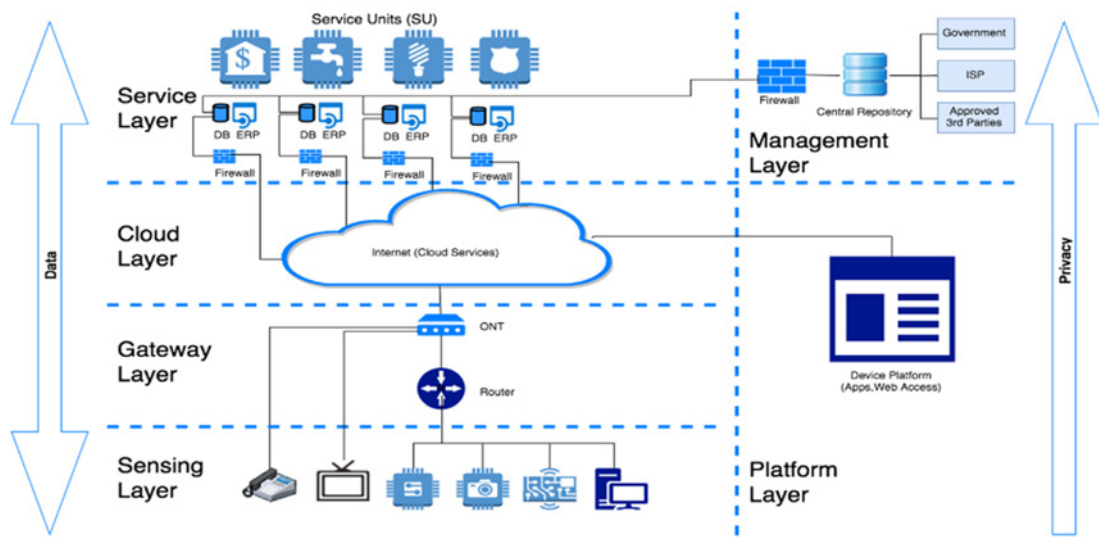 Service Units (SU)
$
Service
Layer
DB ERP
DB ERP
DB ERP
DB ERP
Firewall
Firewall
Firewall
Firewall
Firewall
Central Repository
Government
ISP
Approved
3rd Parties
Management
Layer
Data
Privacy
Cloud
Layer
Internet (Cloud Services)
ONT
Gateway
Layer
Router
Device Platform
(Apps,Web Access)
Sensing
Layer
Platform
Layer